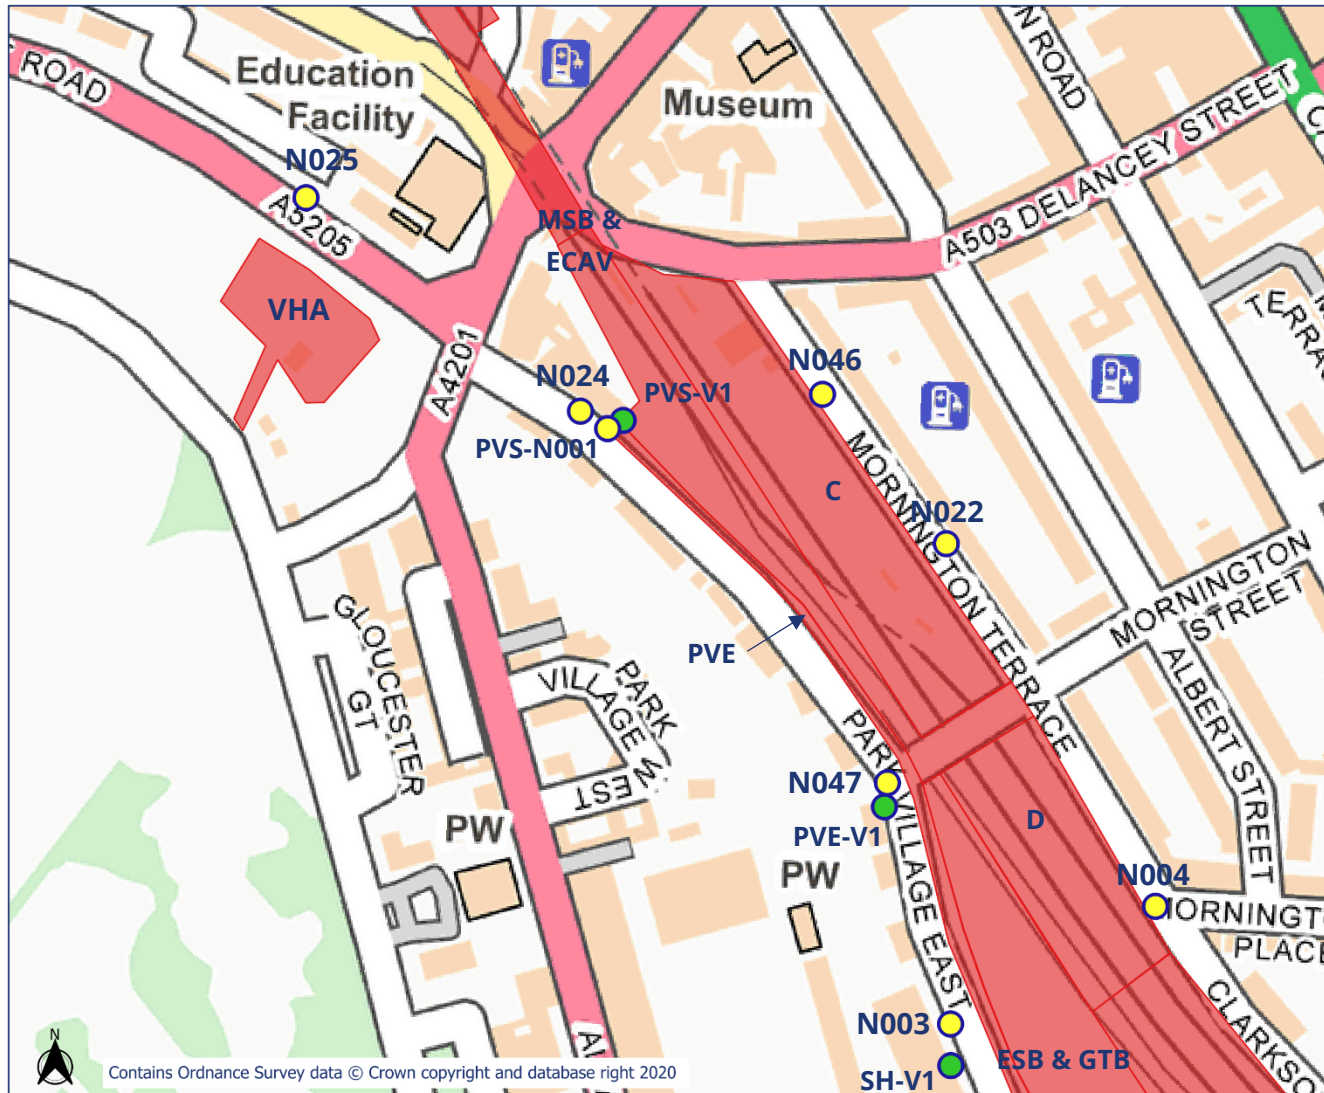 ROAD
Education
Facility
Museum
N ROAD
A503 DELANCEY STREET
N025
A5205
MSB &
ECAV
VHA
A4201
N024
PVS-V1
PVS-N001
N046
C
N022
MORNINGTON TERRACE
MORNINGTON
STREET
ALBERT STREET
PVE
GLOUCESTER
GT
PARK
VILLAGE
WEST
PARK VILLAGE EAST
N047
PVE-V1
D
PW
PW
N004
MORNINGT
PLACE
CLARKSO
N003
SH-V1
ESB & GTB
N
Contains Ordnance Survey data © Crown copyright and database right 2020